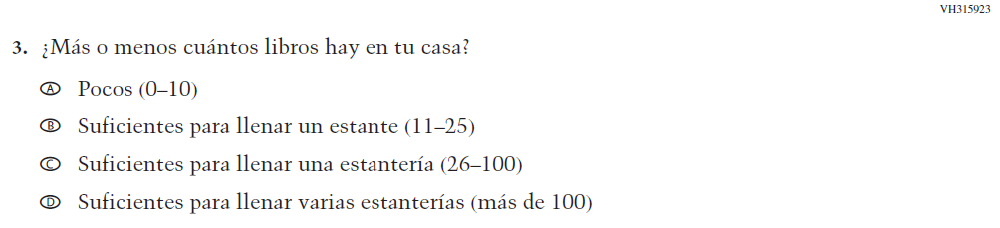 VH315923
3. ¿Más o menos cuántos libros hay en tu casa?
Ⓐ Pocos (0–10)
Ⓑ Suficientes para llenar un estante (11–25)
Ⓒ Suficientes para llenar una estantería (26–100)
Ⓓ Suficientes para llenar varias estanterías (más de 100)